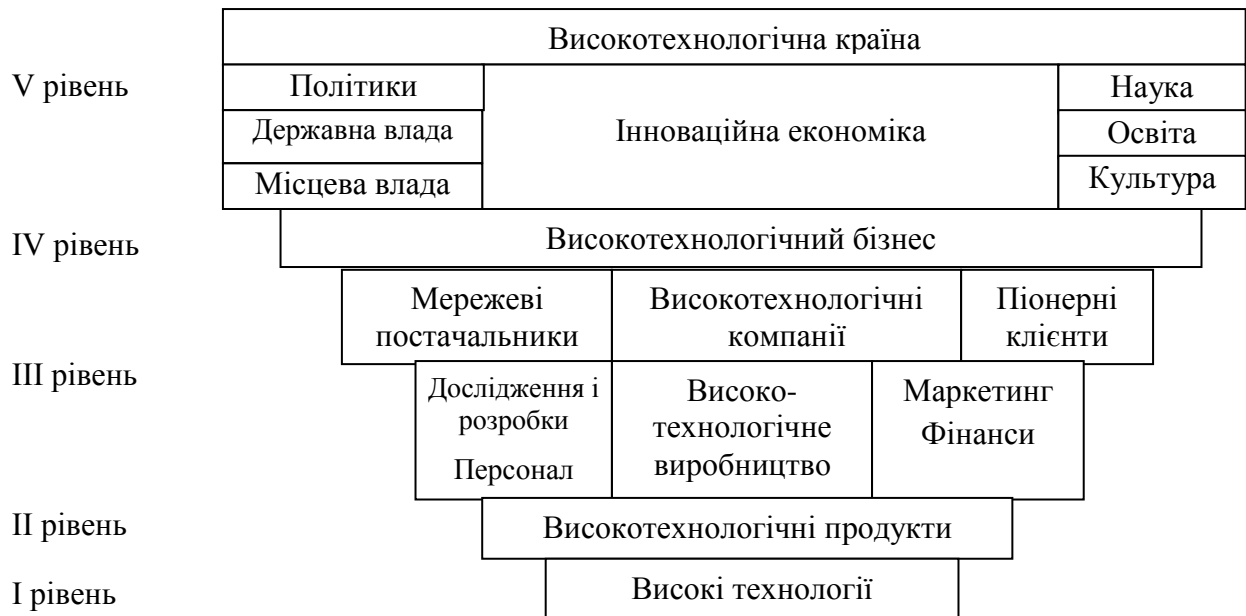 Високотехнологічна країна
V рівень
Політики
Державна влада
Місцева влада
Інноваційна економіка
Наука
Освіта
Культура
IV рівень
Високотехнологічний бізнес
Мережеві
постачальники
Високотехнологічні
компанії
Піонерні
клієнти
III рівень
Дослідження і
розробки
Персонал
Високо-
технологічне
виробництво
Маркетинг
Фінанси
II рівень
Високотехнологічні продукти
I рівень
Високі технології